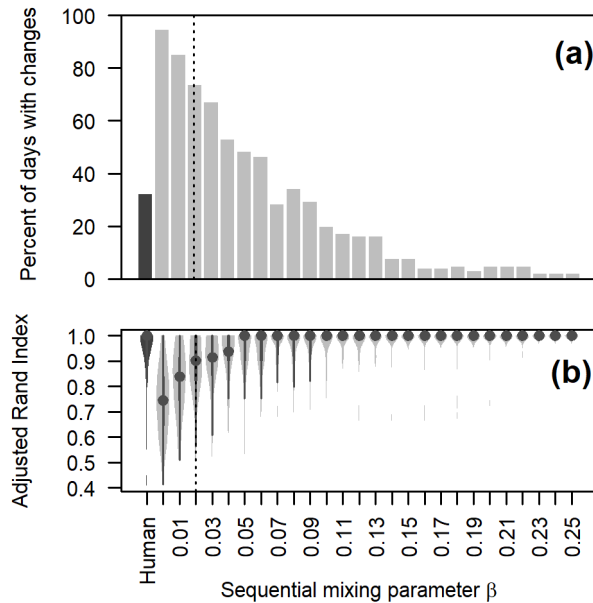 Percent of days with changes
100
80
60
40
20
0
(a)
Adjusted Rand Index
1.0
0.9
0.8
0.7
0.6
0.5
0.4
(b)
Human 0.01 0.03 0.05 0.07 0.09 0.11 0.13 0.15 0.17 0.19 0.21 0.23 0.25
Sequential mixing parameter β